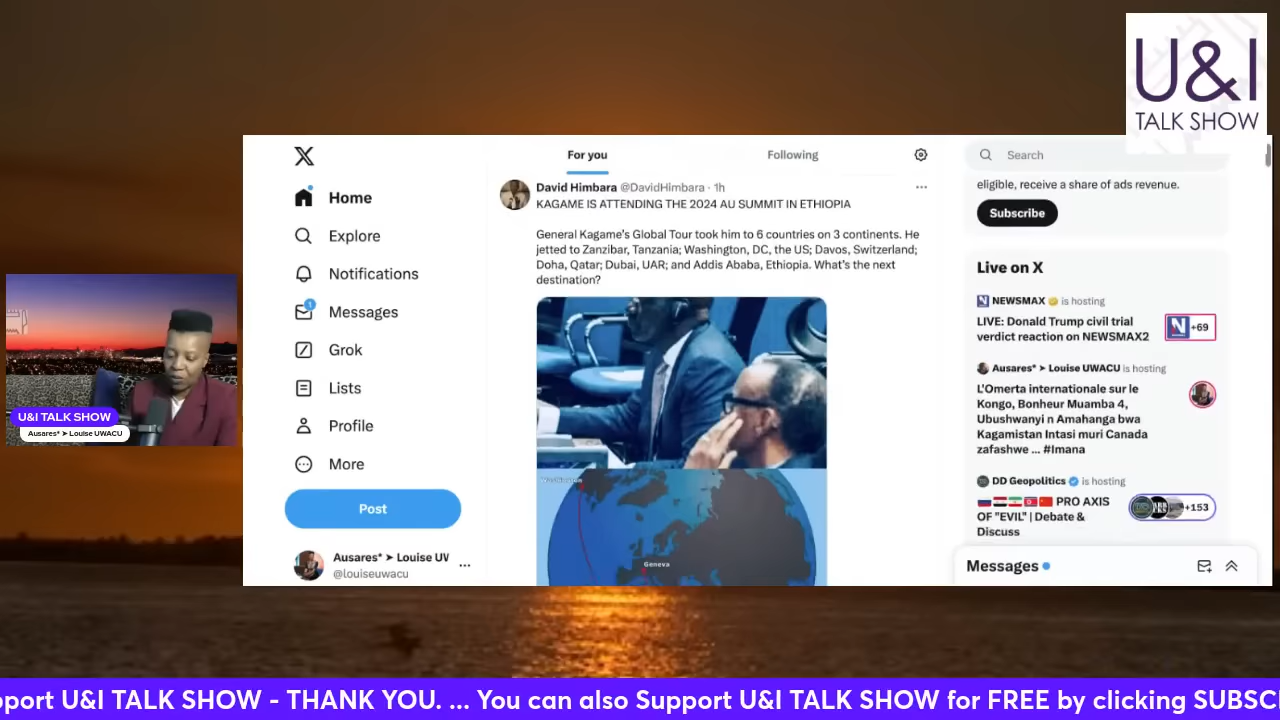 U&I
TALK SHOW
For you
Following
Search
Home
Explore
Notifications
1
Messages
Grok
Lists
Profile
More
Post
Ausares* ➤ Louise UW
@louiseuwacu
David Himbara @DavidHimbara · 1h
KAGAME IS ATTENDING THE 2024 AU SUMMIT IN ETHIOPIA
General Kagame's Global Tour took him to 6 countries on 3 continents. He
jetted to Zanzibar, Tanzania; Washington, DC, the US; Davos, Switzerland;
Doha, Qatar; Dubai, UAR; and Addis Ababa, Ethiopia. What's the next
destination?
Washington
Geneva
eligible, receive a share of ads revenue.
Subscribe
Live on X
NEWSMAX is hosting
LIVE: Donald Trump civil trial
verdict reaction on NEWSMAX2
N +69
Ausares* ➤ Louise UWACU is hosting
L'Omerta internationale sur le
Kongo, Bonheur Muamba 4,
Ubushwanyi n Amahanga bwa
Kagamistan Intasi muri Canada
zafashwe ... #Imana
DD Geopolitics is hosting
PRO AXIS
OF "EVIL" | Debate &
Discuss
+153
Messages
U&I TALK SHOW
Ausares* ➤ Louise UWACU
pport U&I TALK SHOW - THANK YOU. ... You can also Support U&I TALK SHOW for FREE by clicking SUBSC